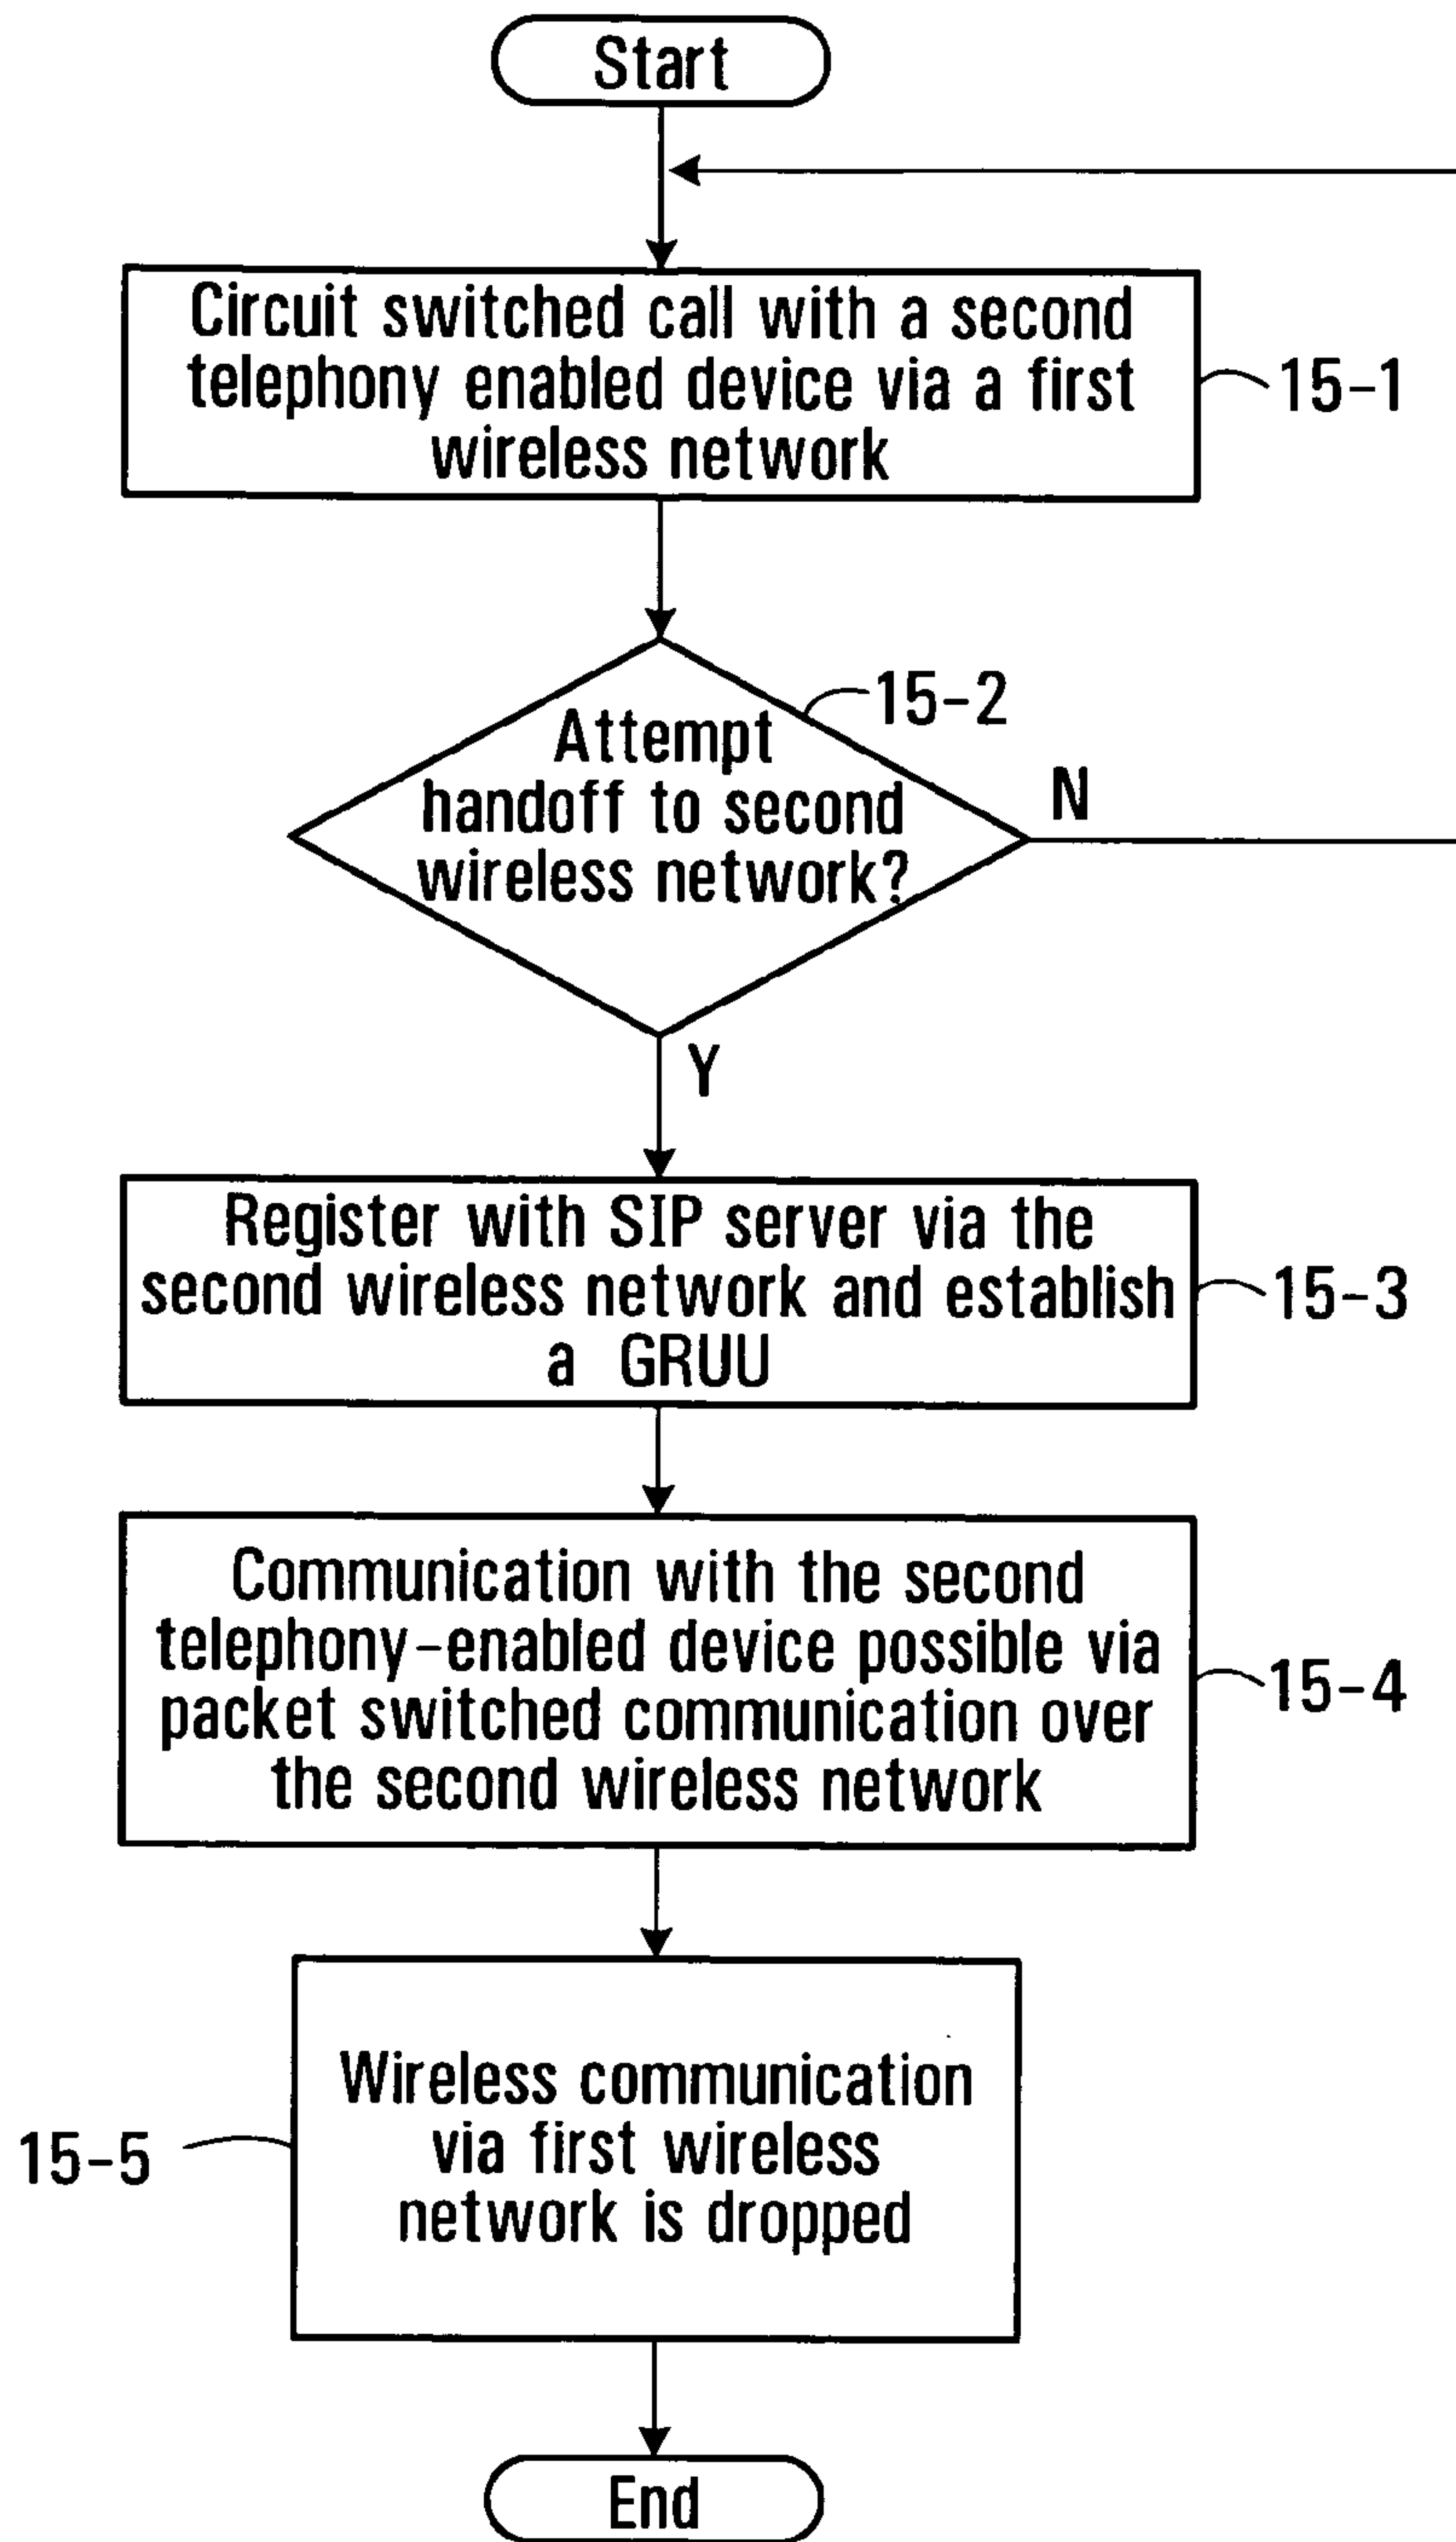 Start
Circuit switched call with a second
telephony enabled device via a first
wireless network
15-1
15-2
Attempt
handoff to second
wireless network?
N
Y
Register with SIP server via the
second wireless network and establish
a GRUU
15-3
Communication with the second
telephony-enabled device possible via
packet switched communication over
the second wireless network
15-4
Wireless communication
via first wireless
network is dropped
15-5
End